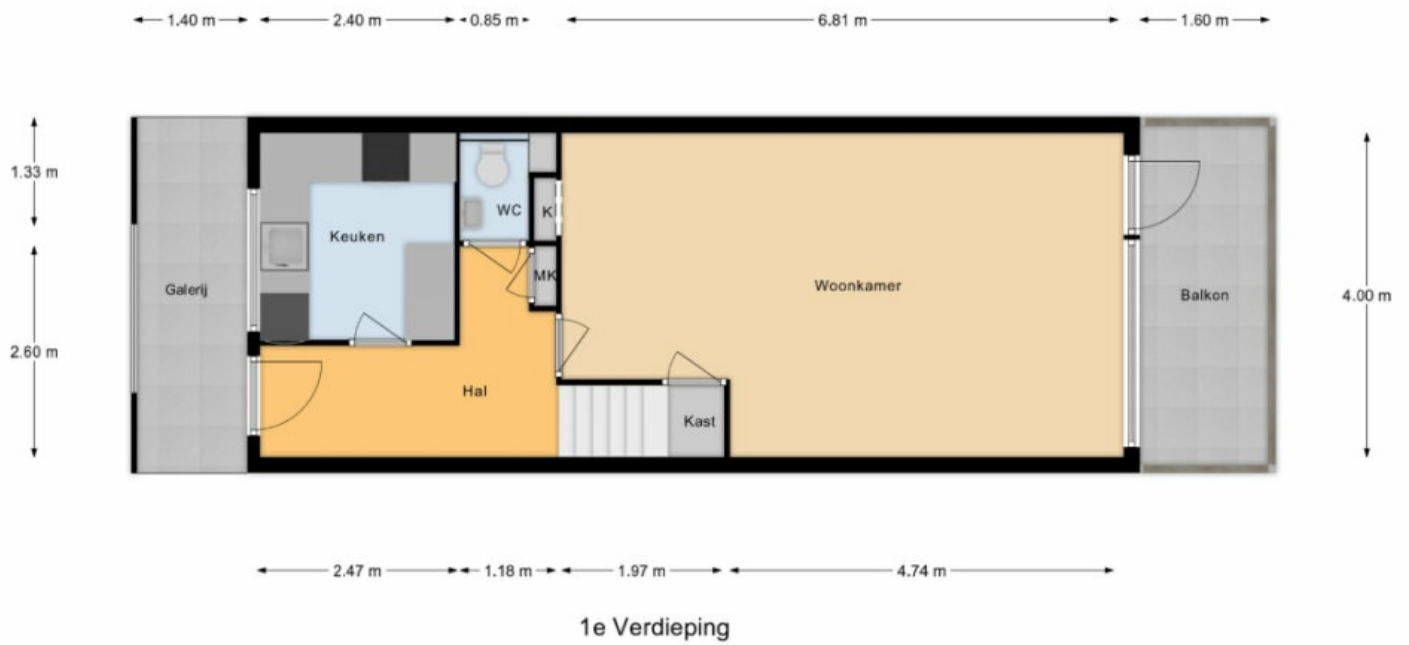 1.40 m
2.40 m
0.85 m
6.81 m
1.60 m
1.33 m
2.60 m
4.00 m
Keuken
WC
K
MK
Galerij
Woonkamer
Balkon
Hal
Kast
2.47 m
1.18 m
1.97 m
4.74 m
1e Verdieping